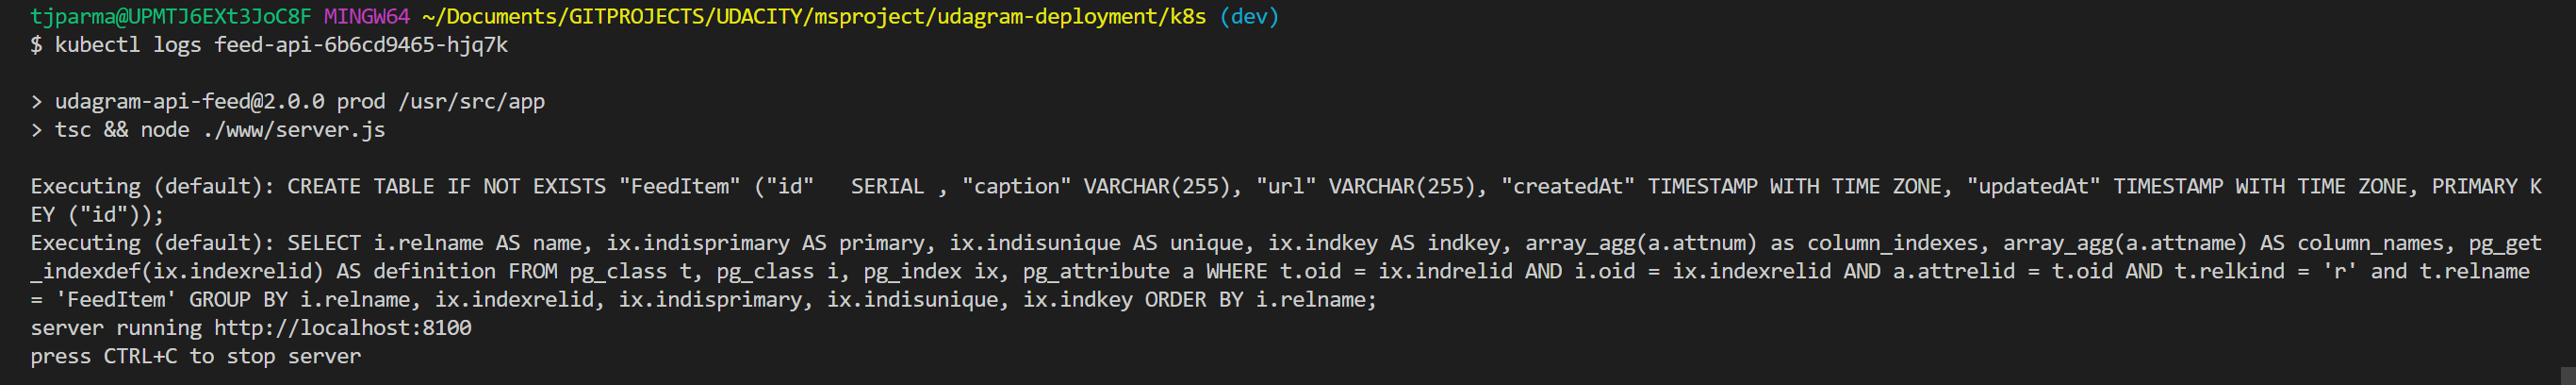 tjparma@UPMTJ6EXt3JoC8F MINGW64 ~/Documents/GITPROJECTS/UDACITY/msproject/udagram-deployment/k8s (dev)
$ kubectl logs feed-api-6b6cd9465-hjq7k
> udagram-api-feed@2.0.0 prod /usr/src/app
> tsc && node ./www/server.js
Executing (default): CREATE TABLE IF NOT EXISTS "FeedItem" ("id"   SERIAL , "caption" VARCHAR(255), "url" VARCHAR(255), "createdAt" TIMESTAMP WITH TIME ZONE, "updatedAt" TIMESTAMP WITH TIME ZONE, PRIMARY K
EY ("id"));
Executing (default): SELECT i.relname AS name, ix.indisprimary AS primary, ix.indisunique AS unique, ix.indkey AS indkey, array_agg(a.attnum) as column_indexes, array_agg(a.attname) AS column_names, pg_get
_indexdef(ix.indexrelid) AS definition FROM pg_class t, pg_class i, pg_index ix, pg_attribute a WHERE t.oid = ix.indrelid AND i.oid = ix.indexrelid AND a.attrelid = t.oid AND t.relkind = 'r' and t.relname
= 'FeedItem' GROUP BY i.relname, ix.indexrelid, ix.indisprimary, ix.indisunique, ix.indkey ORDER BY i.relname;
server running http://localhost:8100
press CTRL+C to stop server